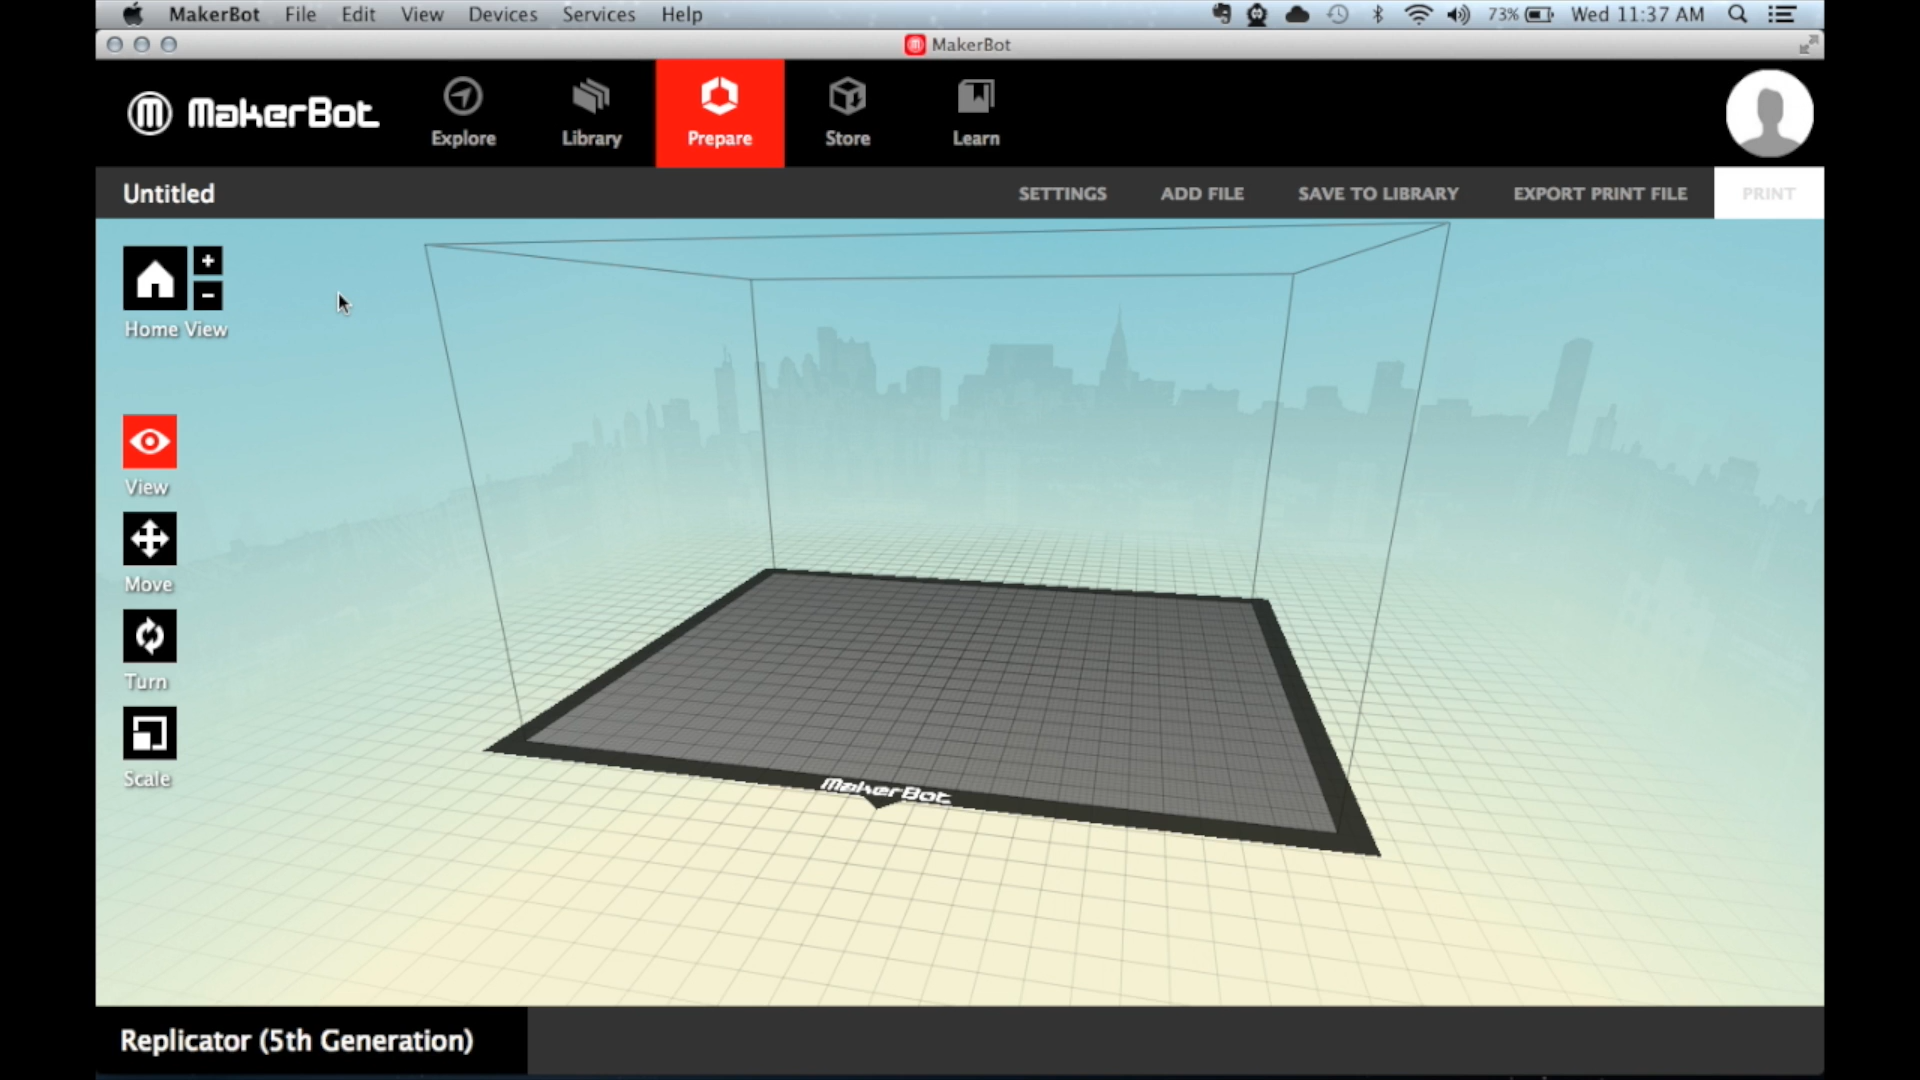 MakerBot File Edit View Devices Services Help 73% Wed 11:37 AM
MakerBot
MakerBot
Explore Library Prepare Store Learn
Untitled SETTINGS ADD FILE SAVE TO LIBRARY EXPORT PRINT FILE PRINT
+
-
Home View
View
Move
Turn
Scale
MakerBot
Replicator (5th Generation)